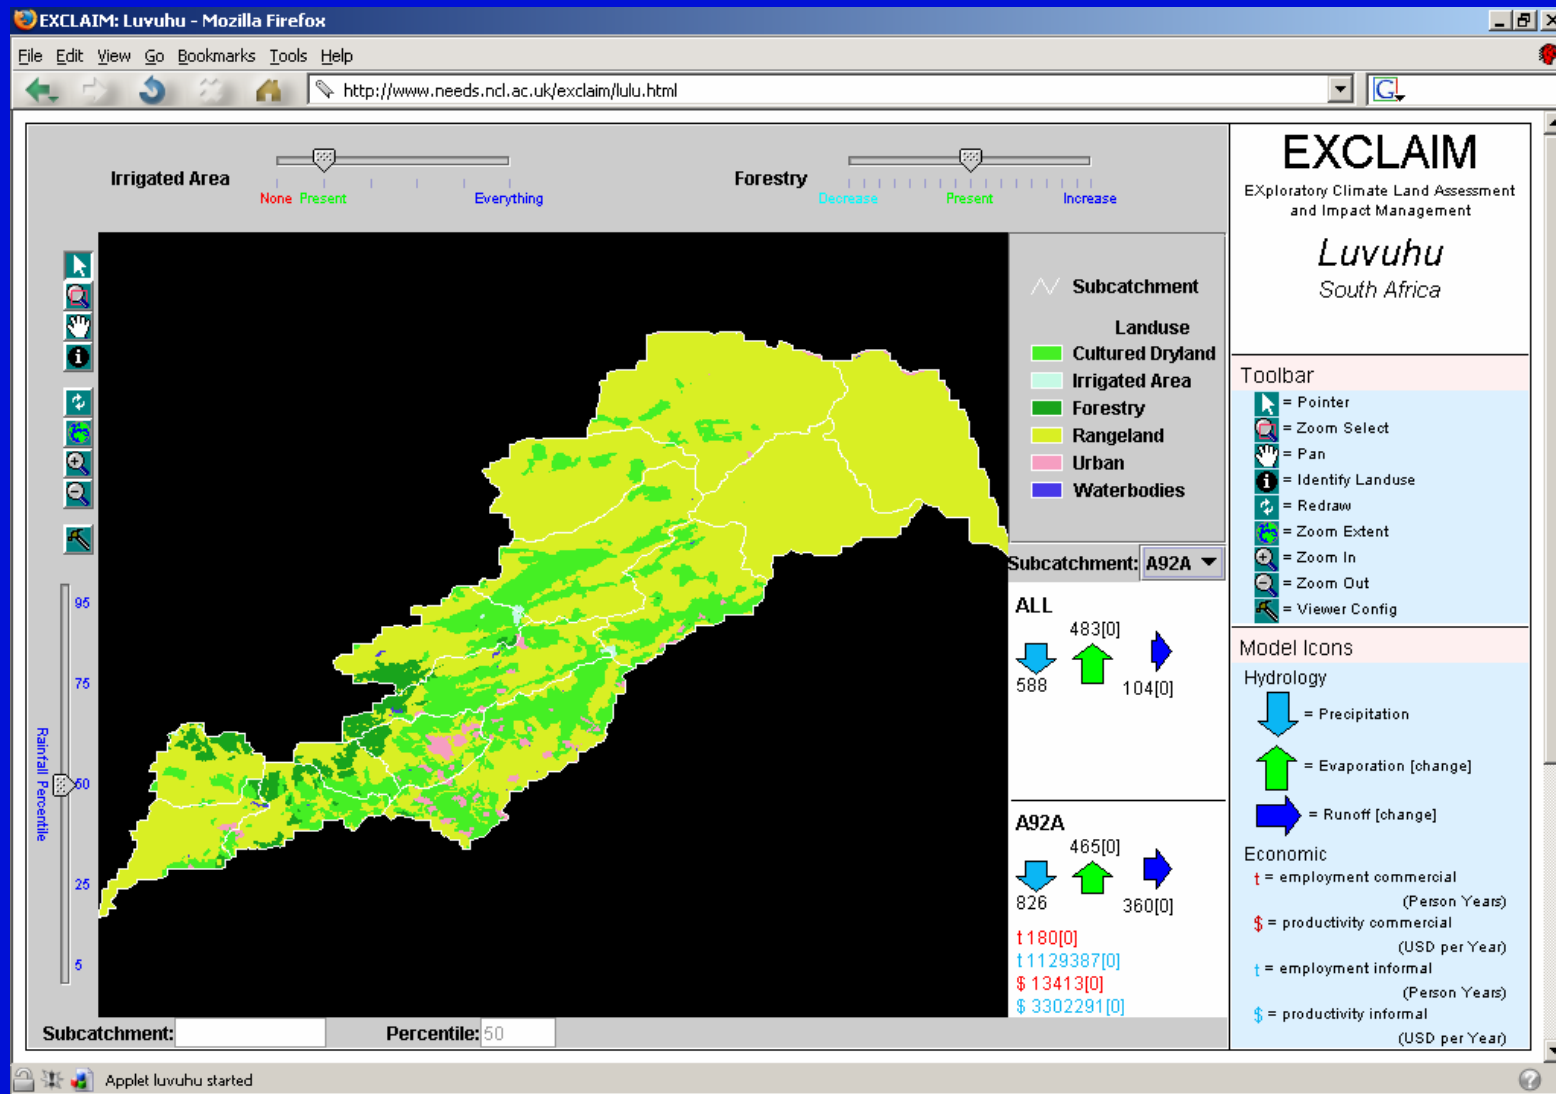 EXCLAIM: Luvuhu - Mozilla Firefox
File Edit View Go Bookmarks Tools Help
http://www.needs.ncl.ac.uk/exclaim/lulu.html
G
Irrigated Area
None Present Everything
Forestry
Decrease Present Increase
Subcatchment
Landuse
Cultured Dryland
Irrigated Area
Forestry
Rangeland
Urban
Waterbodies
Subcatchment: A92A
ALL
483[0]
588
104[0]
A92A
465[0]
826
360[0]
t 180[0]
t 1129387[0]
$ 13413[0]
$ 3302291[0]
95
75
50
25
5
Rainfall Percentile
Subcatchment:
Percentile: 50
EXCLAIM
EXploratory Climate Land Assessment
and Impact Management
Luvuhu
South Africa
Toolbar
= Pointer
= Zoom Select
= Pan
i = Identify Landuse
= Redraw
= Zoom Extent
= Zoom In
= Zoom Out
= Viewer Config
Model Icons
Hydrology
= Precipitation
= Evaporation [change]
= Runoff [change]
Economic
t = employment commercial
(Person Years)
$ = productivity commercial
(USD per Year)
t = employment informal
(Person Years)
$ = productivity informal
(USD per Year)
Applet luvuhu started